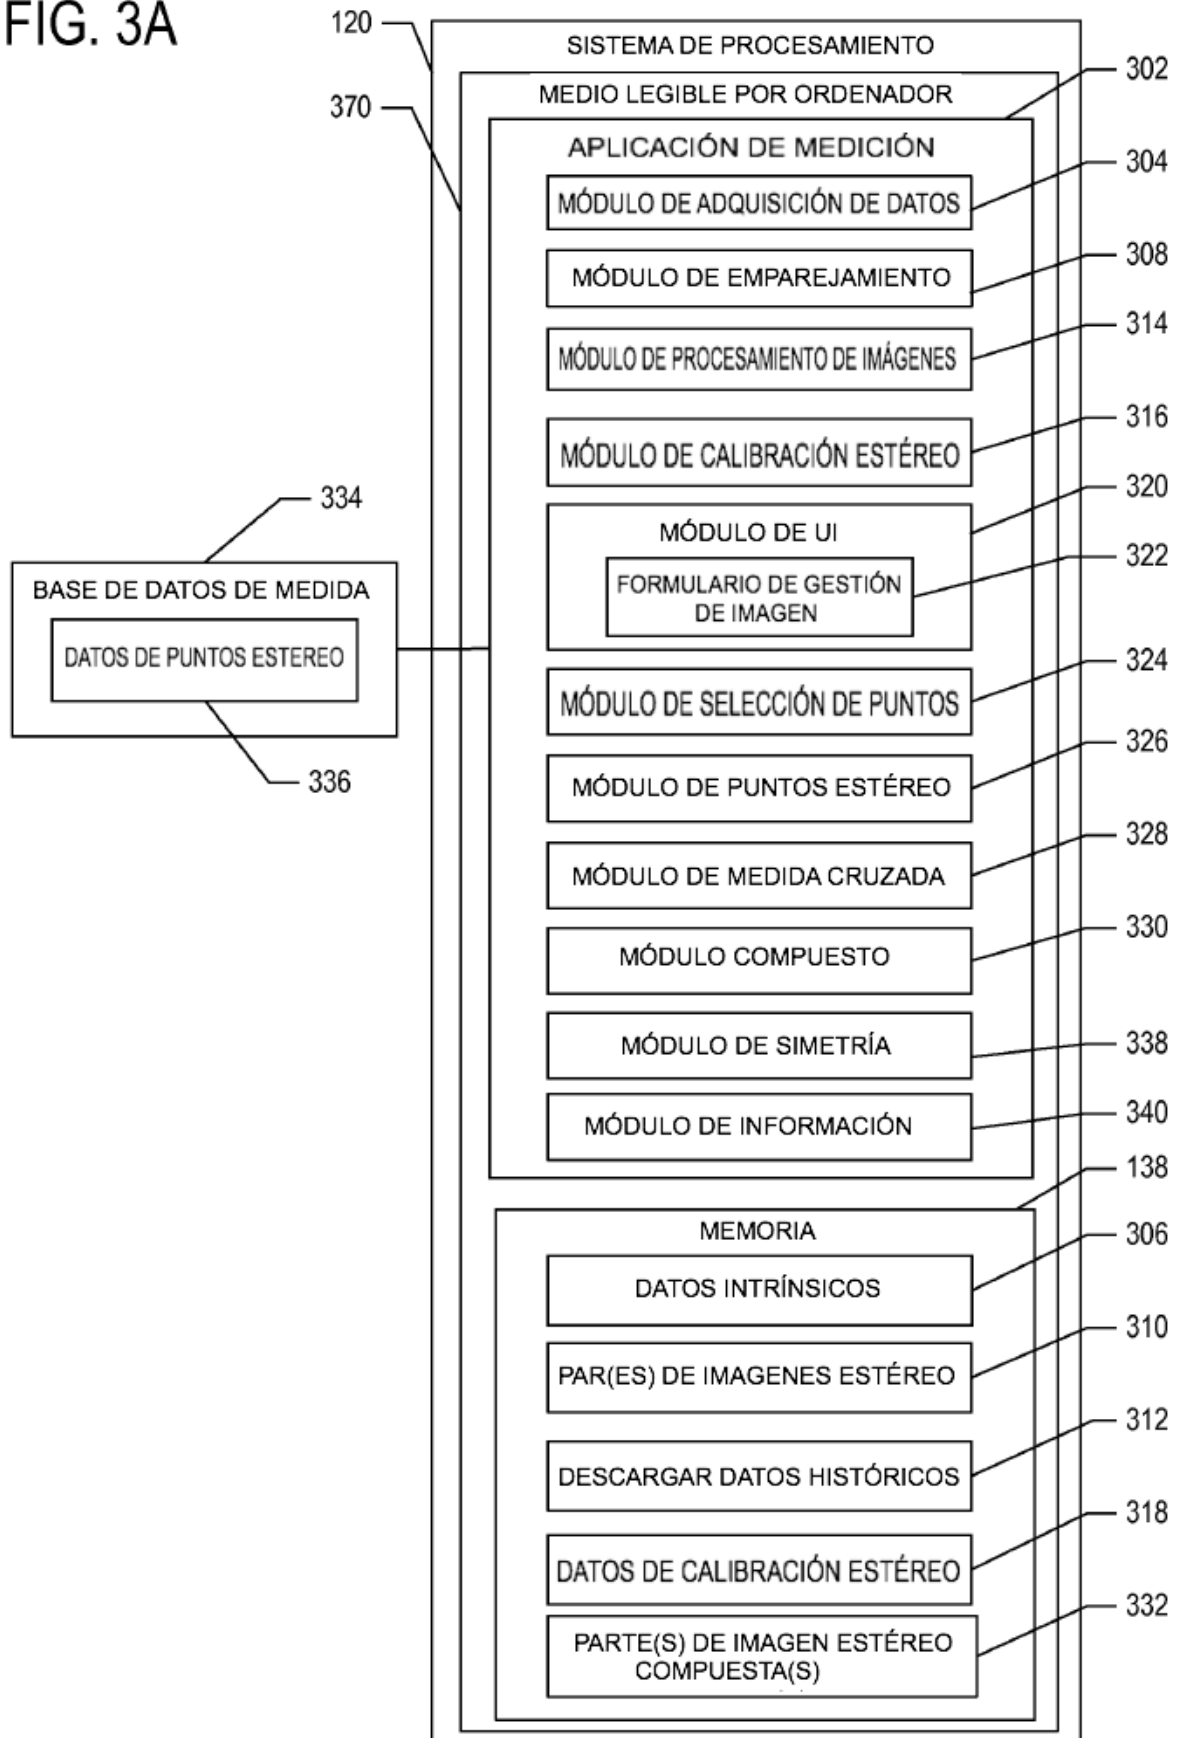 FIG. 3A
120
SISTEMA DE PROCESAMIENTO
302
370
MEDIO LEGIBLE POR ORDENADOR
APLICACIÓN DE MEDICIÓN
304
MÓDULO DE ADQUISICIÓN DE DATOS
308
MÓDULO DE EMPAREJAMIENTO
314
MÓDULO DE PROCESAMIENTO DE IMÁGENES
316
MÓDULO DE CALIBRACIÓN ESTÉREO
320
MÓDULO DE UI
322
FORMULARIO DE GESTIÓN
DE IMAGEN
334
BASE DE DATOS DE MEDIDA
DATOS DE PUNTOS ESTEREO
336
324
MÓDULO DE SELECCIÓN DE PUNTOS
326
MÓDULO DE PUNTOS ESTÉREO
328
MÓDULO DE MEDIDA CRUZADA
330
MÓDULO COMPUESTO
338
MÓDULO DE SIMETRÍA
340
MÓDULO DE INFORMACIÓN
138
MEMORIA
306
DATOS INTRÍNSICOS
310
PAR(ES) DE IMAGENES ESTÉREO
312
DESCARGAR DATOS HISTÓRICOS
318
DATOS DE CALIBRACIÓN ESTÉREO
332
PARTE(S) DE IMAGEN ESTÉREO
COMPUESTA(S)